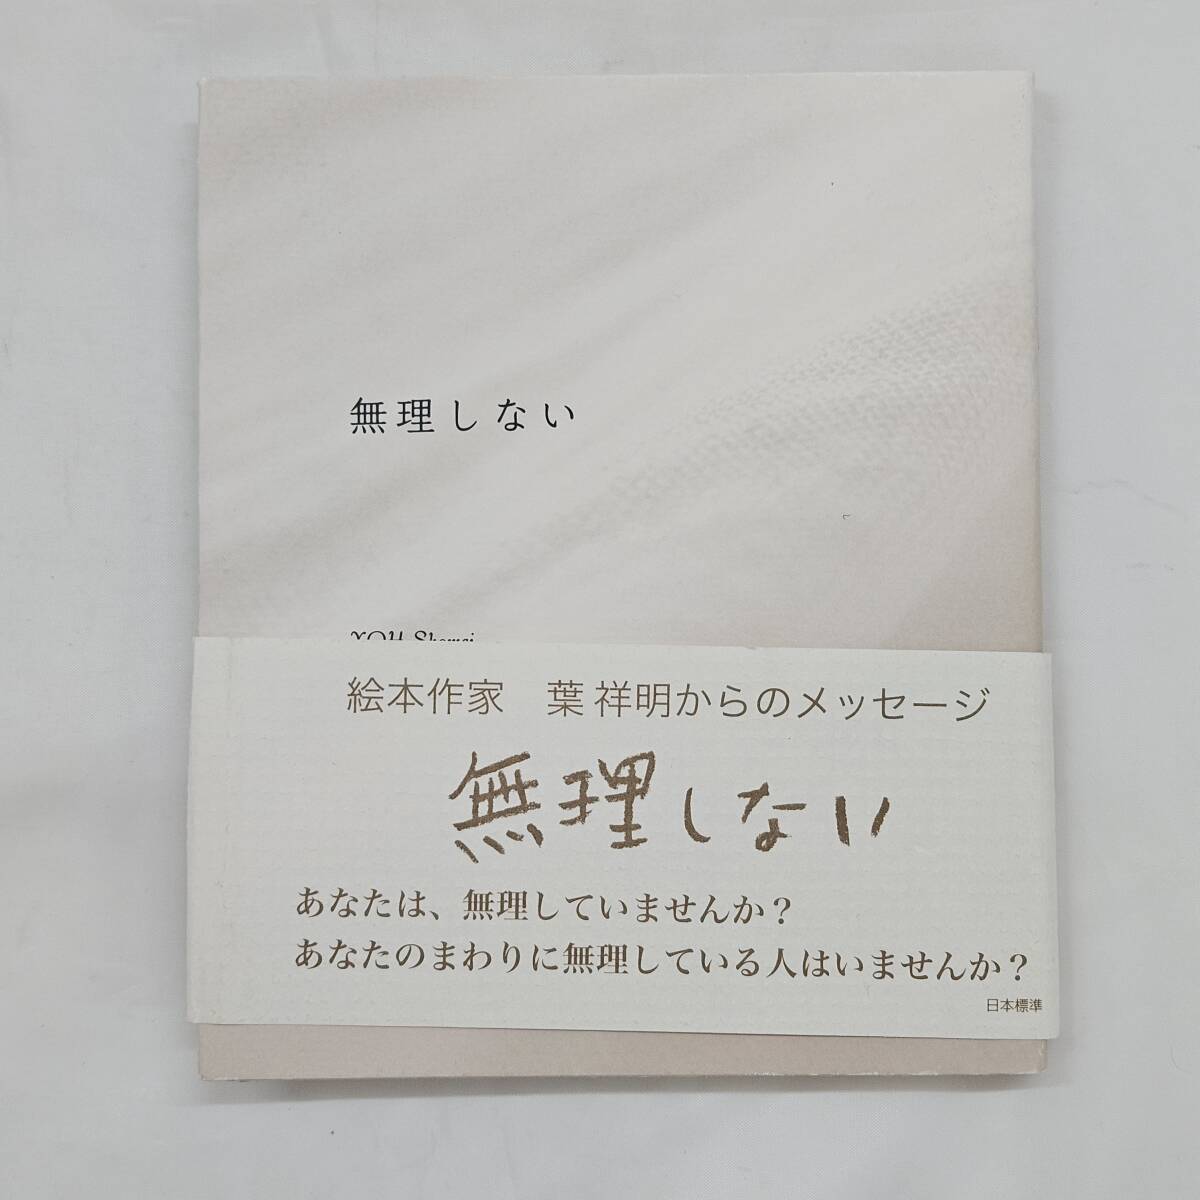 無理しない
YOH Shomei
絵本作家　葉 祥明からのメッセージ
無理しない
あなたは、無理していませんか？
あなたのまわりに無理している人はいませんか？
日本標準